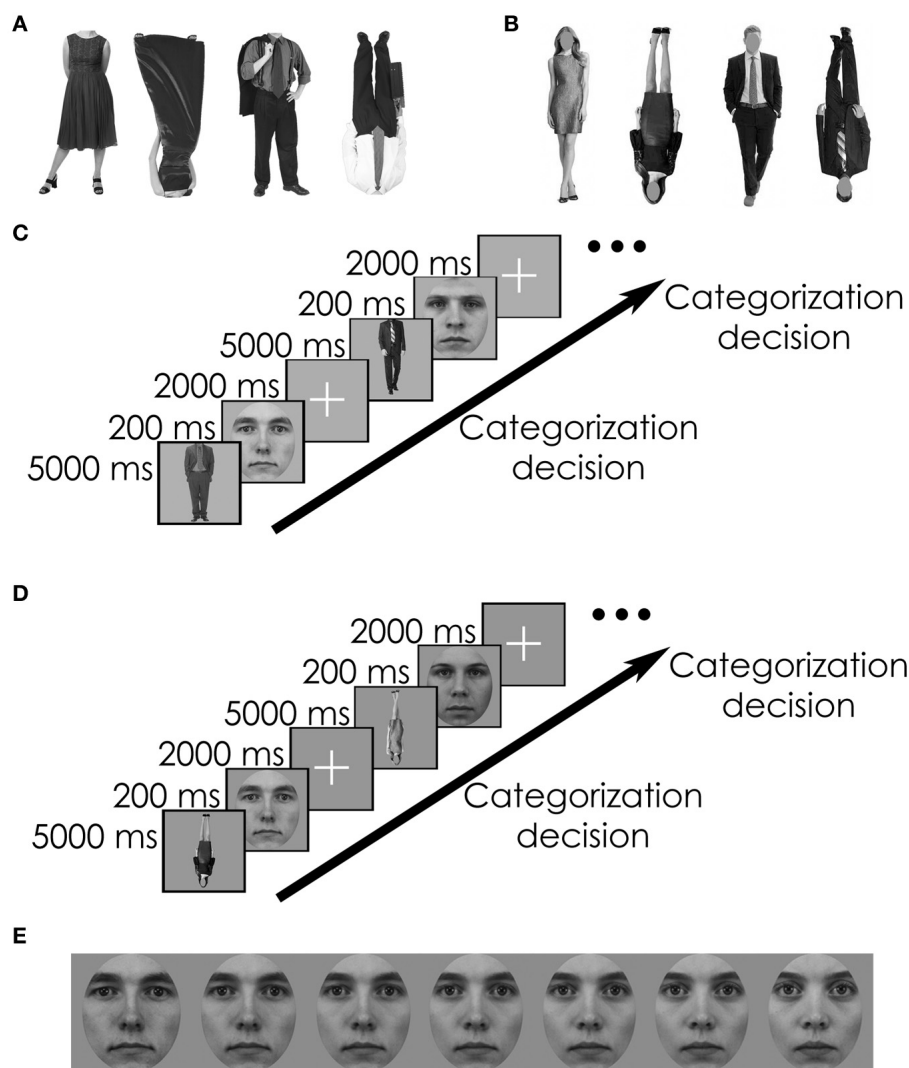 A
B
C
2000 ms
200 ms
Categorization
decision
5000 ms
2000 ms
Categorization
decision
200 ms
5000 ms
D
2000 ms
200 ms
Categorization
decision
5000 ms
2000 ms
Categorization
decision
200 ms
5000 ms
E